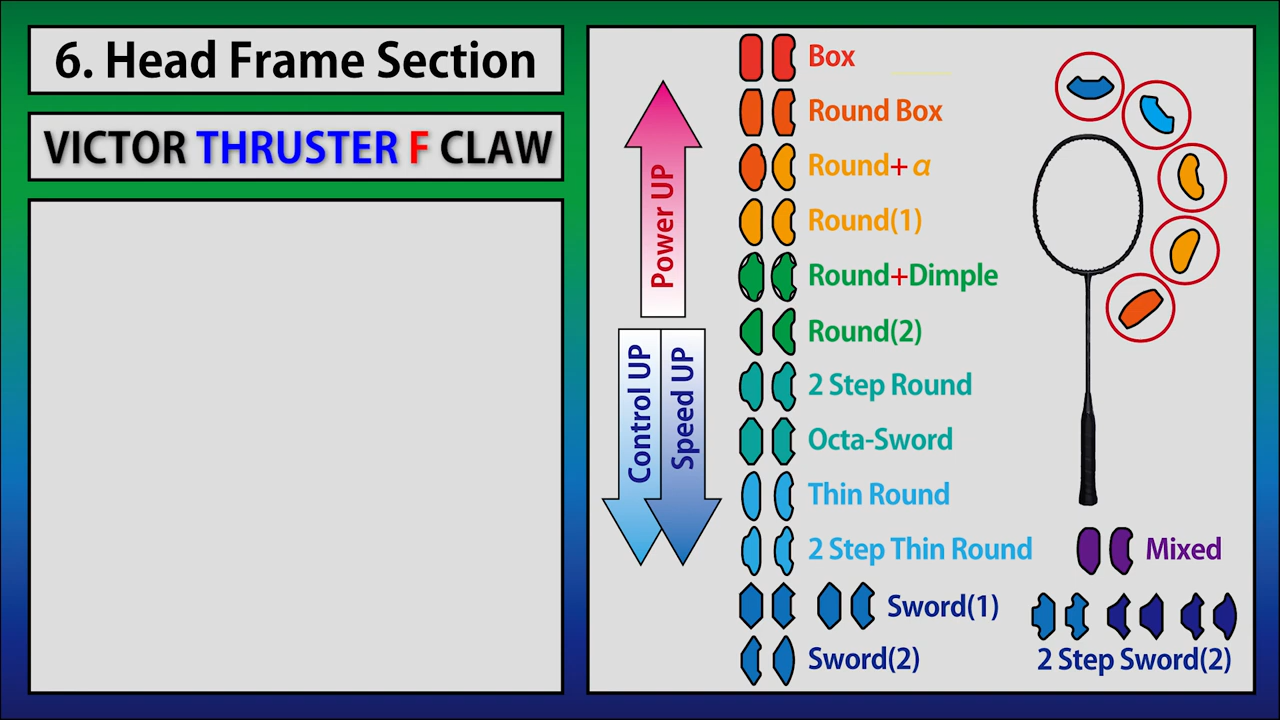 6. Head Frame Section
VICTOR THRUSTER F CLAW
Power UP
Control UP
Speed UP
Box
Round Box
Round+ α
Round(1)
Round+Dimple
Round(2)
2 Step Round
Octa-Sword
Thin Round
2 Step Thin Round
Mixed
Sword(1)
Sword(2)
2 Step Sword(2)